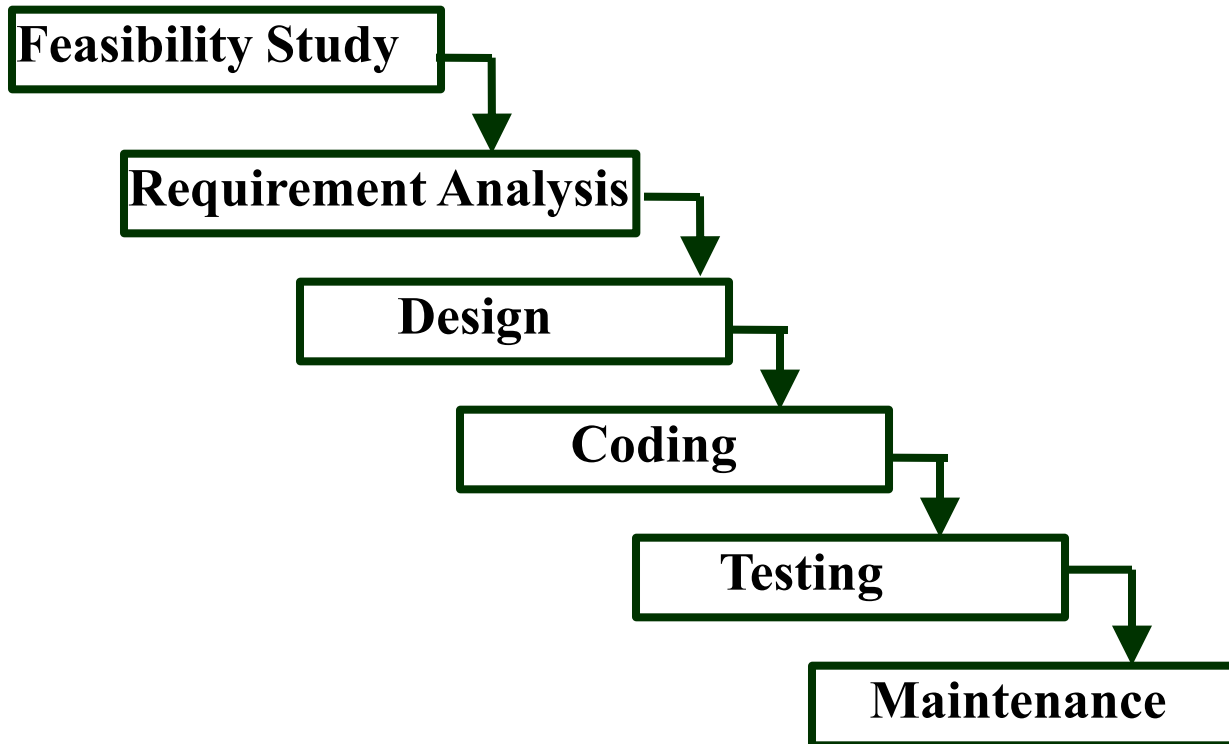 Feasibility Study
Requirement Analysis
Design
Coding
Testing
Maintenance